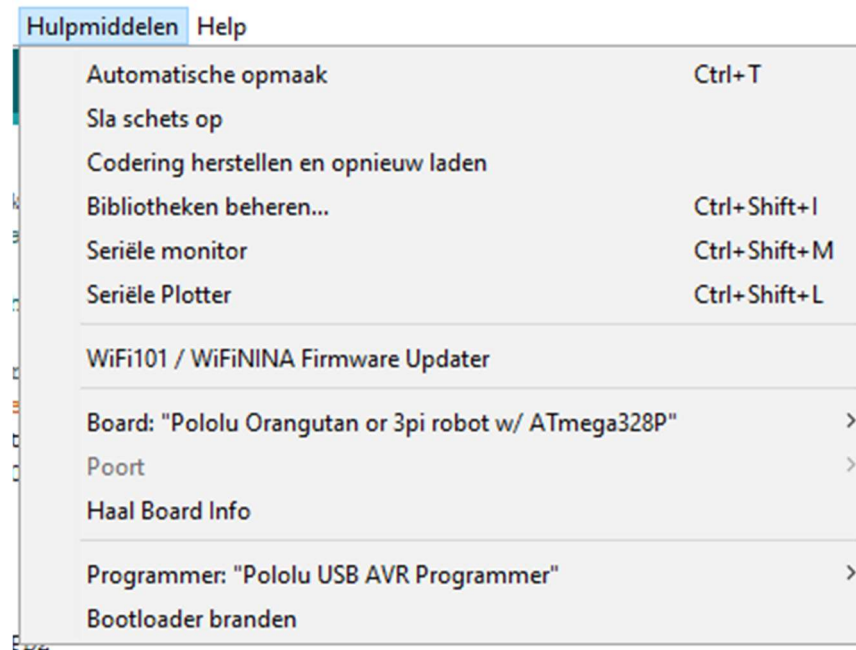 Hulpmiddelen Help
Automatische opmaak Ctrl+T
Sla schets op
Codering herstellen en opnieuw laden
Bibliotheken beheren... Ctrl+Shift+I
Seriële monitor Ctrl+Shift+M
Seriële Plotter Ctrl+Shift+L
WiFi101 / WiFiNINA Firmware Updater
Board: "Pololu Orangutan or 3pi robot w/ ATmega328P"
Poort
Haal Board Info
Programmer: "Pololu USB AVR Programmer"
Bootloader branden